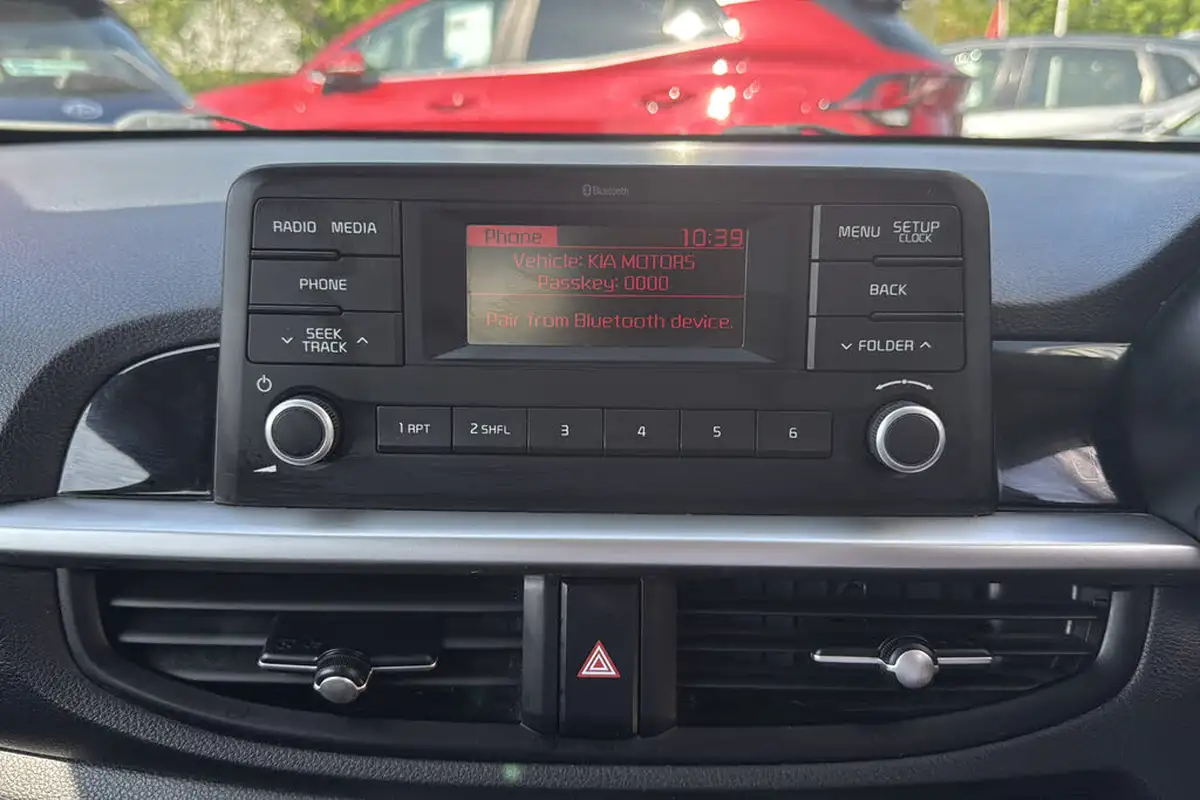 Bluetooth
RADIO MEDIA
PHONE
SEEK
TRACK
Phone 10:39
Vehicle: KIA MOTORS
Passkey: 0000
Pair from Bluetooth device.
MENU SETUP
CLOCK
BACK
FOLDER
1 RPT 2 SHFL 3 4 5 6